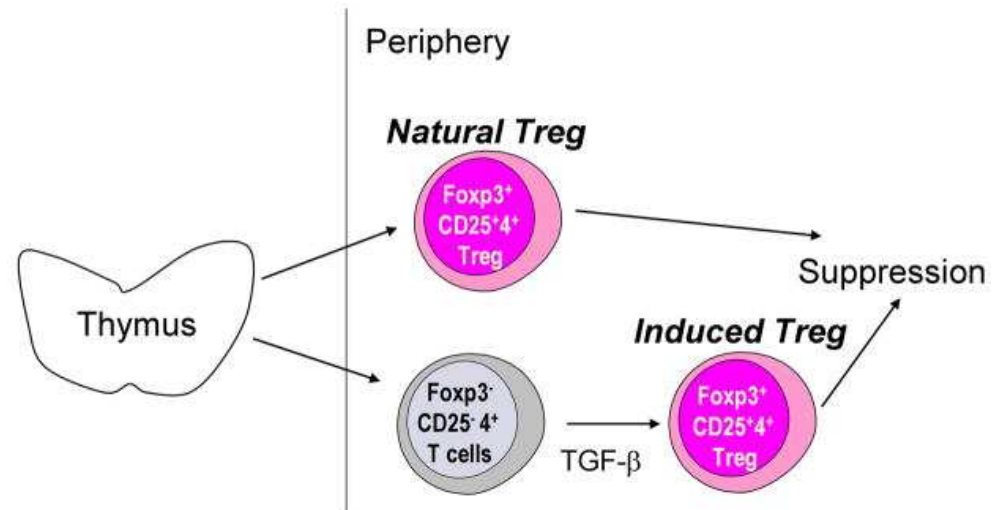 Periphery
Natural Treg
Foxp3⁺
CD25⁺4⁺
Treg
Thymus
Suppression
Induced Treg
Foxp3⁻
CD25⁻ 4⁺
T cells
TGF-β
Foxp3⁺
CD25⁺4⁺
Treg